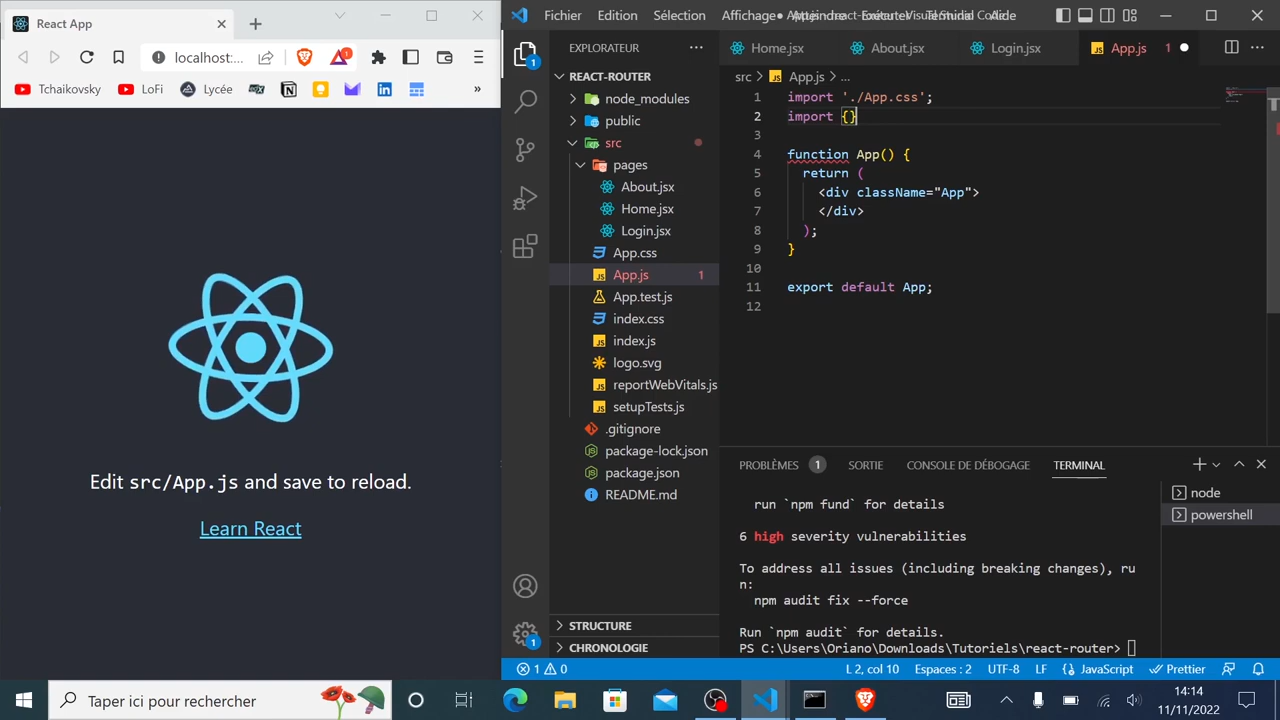 React App
localhost:...
Tchaikovsky
LoFi
Lycée
»
Edit src/App.js and save to reload.
Learn React
Fichier Edition Sélection Affichage
Terminal Aide
EXPLORATEUR
REACT-ROUTER
node_modules
public
src
pages
About.jsx
Home.jsx
Login.jsx
App.css
App.js 1
App.test.js
index.css
index.js
logo.svg
reportWebVitals.js
setupTests.js
.gitignore
package-lock.json
package.json
README.md
STRUCTURE
CHRONOLOGIE
Home.jsx
About.jsx
Login.jsx
App.js 1
src > App.js > ...
1 import './App.css';
2 import {}
3
4 function App() {
5 return (
6 <div className="App">
7 </div>
8 );
9 }
10
11 export default App;
12
PROBLÈMES 1 SORTIE CONSOLE DE DÉBOGAGE TERMINAL
run `npm fund` for details
6 high severity vulnerabilities
To address all issues (including breaking changes), ru
n:
npm audit fix --force
Run `npm audit` for details.
PS C:\Users\Oriano\Downloads\Tutoriels\react-router>
node
powershell
1 0
L 2, col 10 Espaces : 2 UTF-8 LF JavaScript Prettier
Taper ici pour rechercher
14:14
11/11/2022